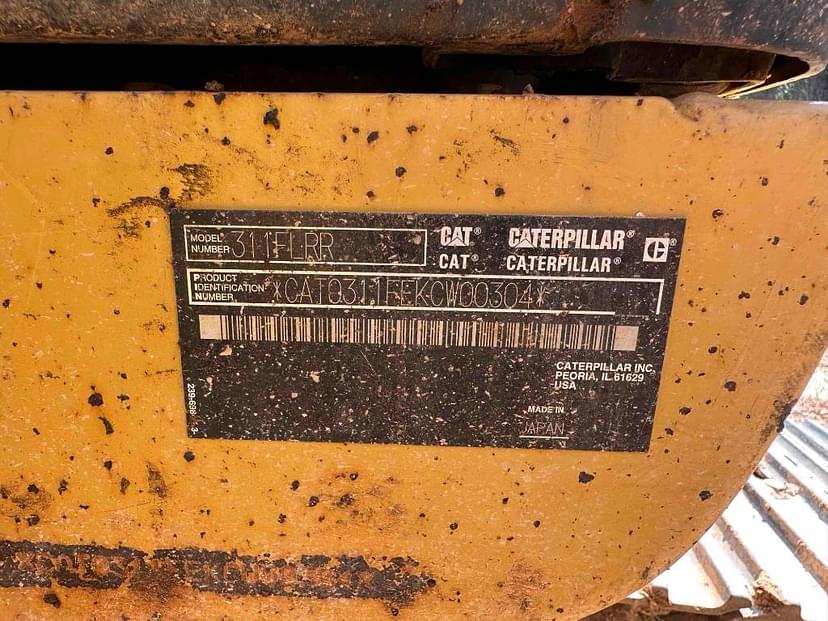 MODEL NUMBER 311FLRR
CAT® CATERPILLAR®
CAT® CATERPILLAR®
PRODUCT IDENTIFICATION NUMBER *CAT0311FEKCW00304*
CATERPILLAR INC.
PEORIA, IL 61629
USA
MADE IN
JAPAN